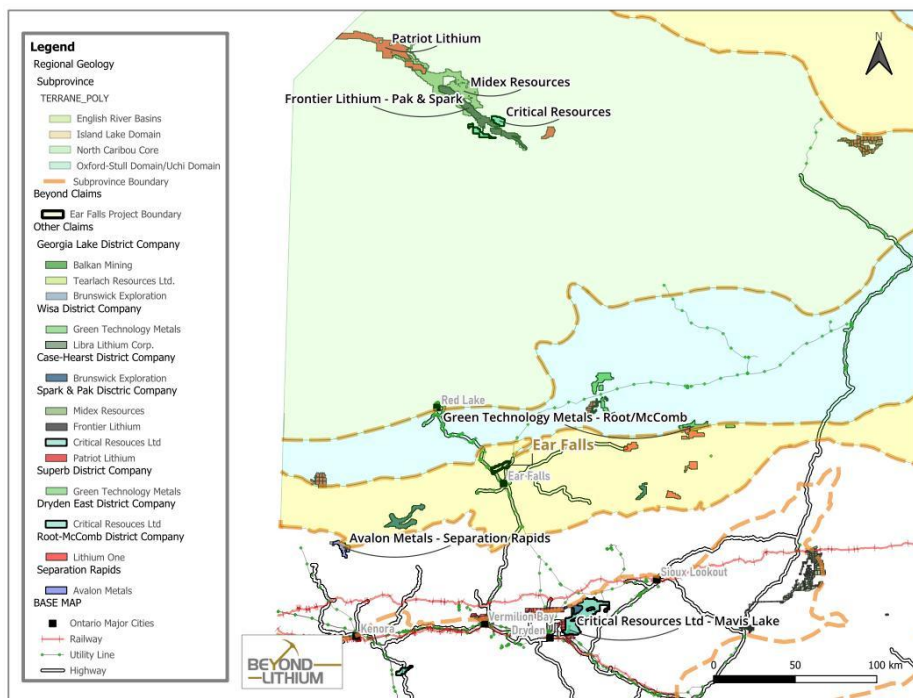 Legend
Regional Geology
Subprovince
TERRANE_POLY
English River Basins
Island Lake Domain
North Caribou Core
Oxford-Stull Domain/Uchi Domain
Subprovince Boundary
Beyond Claims
Ear Falls Project Boundary
Other Claims
Georgia Lake District Company
Balkan Mining
Tearlach Resources Ltd.
Brunswick Exploration
Wisa District Company
Green Technology Metals
Libra Lithium Corp.
Case-Hearst District Company
Brunswick Exploration
Spark & Pak Disctric Company
Midex Resources
Frontier Lithium
Critical Resouces Ltd
Patriot Lithium
Superb District Company
Green Technology Metals
Dryden East District Company
Critical Resouces Ltd
Root-McComb District Company
Lithium One
Separation Rapids
Avalon Metals
BASE MAP
Ontario Major Cities
Railway
Utility Line
Highway
N
Patriot Lithium
Midex Resources
Frontier Lithium - Pak & Spark
Critical Resources
Red Lake
Green Technology Metals - Root/McComb
Ear Falls
Ear Falls
Avalon Metals - Separation Rapids
Sioux Lookout
Vermilion Bay
Critical Resources Ltd - Mavis Lake
Dryden
Kenora
BEYOND
LITHIUM
0 50 100 km